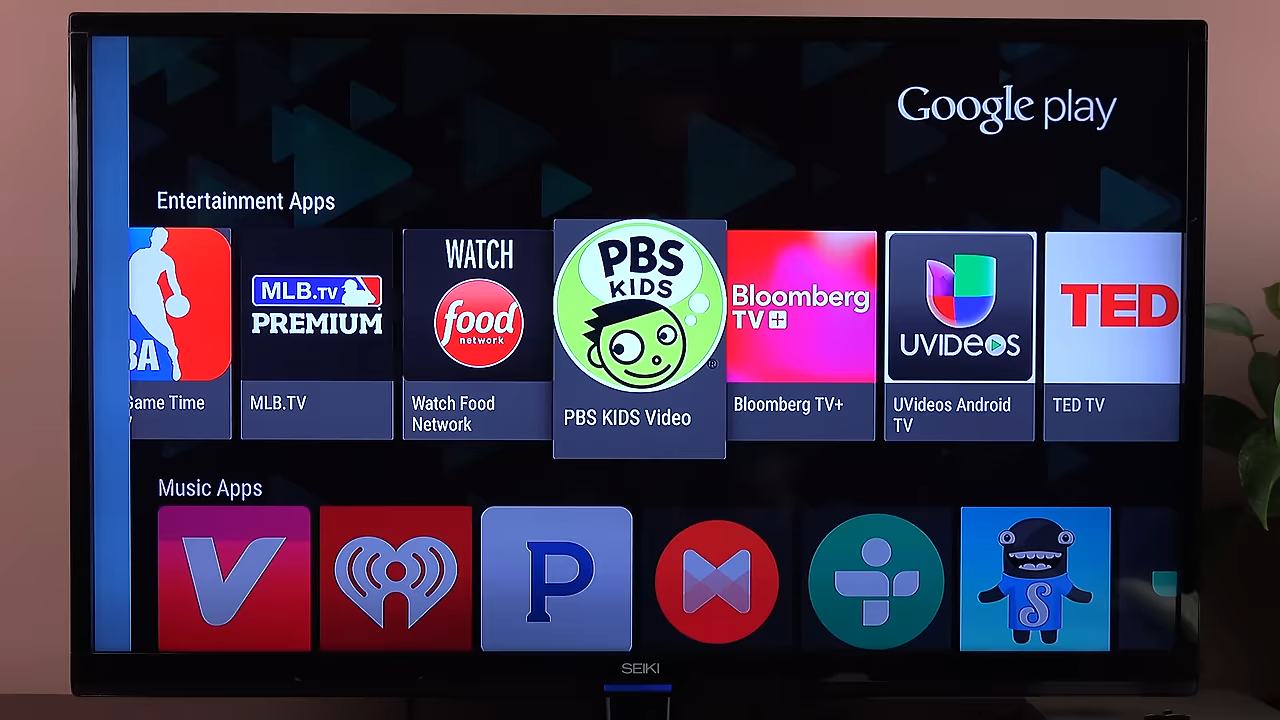 Google play
Entertainment Apps
BA
MLB.TV
PREMIUM
WATCH
food
network
PBS
KIDS
®
Bloomberg
TV+
UVIDEOS
TED
Game Time
MLB.TV
Watch Food
Network
PBS KIDS Video
Bloomberg TV+
UVideos Android
TV
TED TV
Music Apps
V
P
S
SEIKI